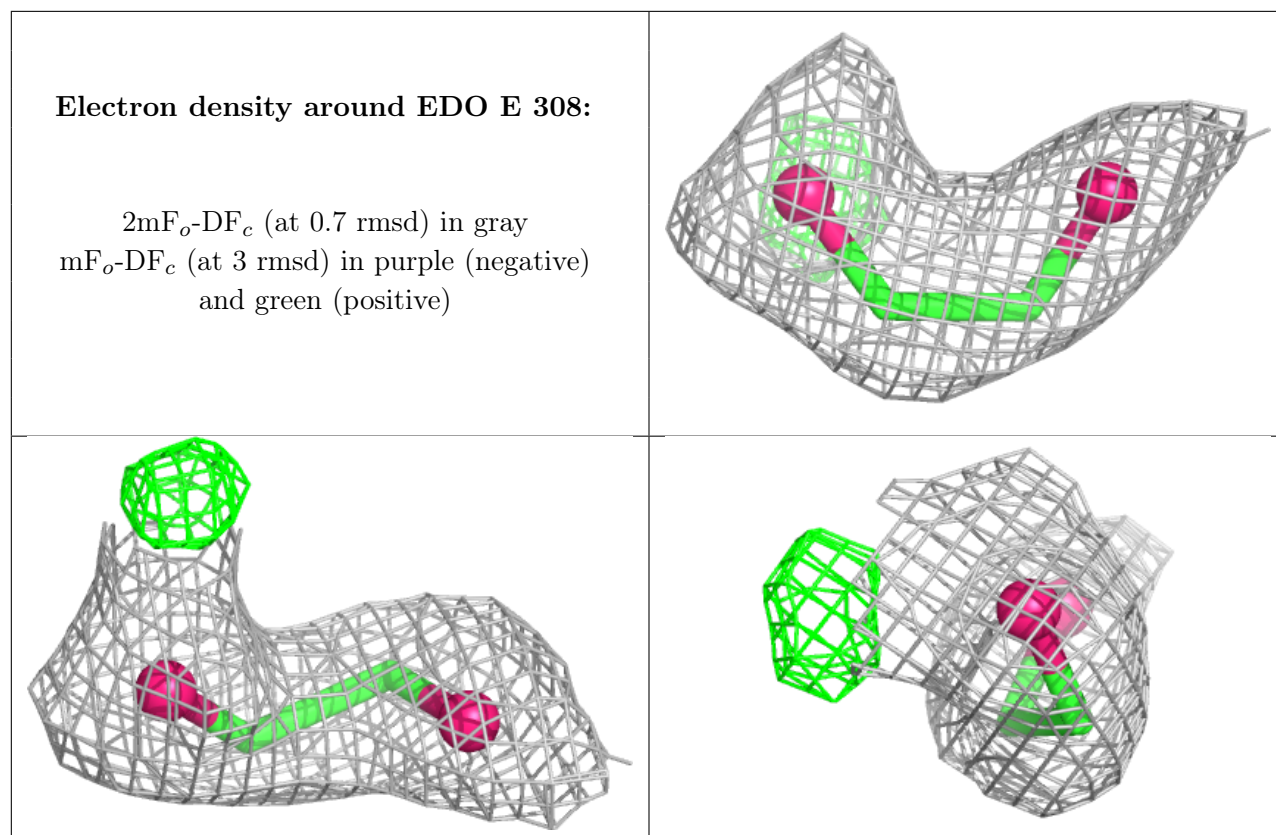 Electron density around EDO E 308:
2mFo-DFc (at 0.7 rmsd) in gray
mFo-DFc (at 3 rmsd) in purple (negative)
and green (positive)